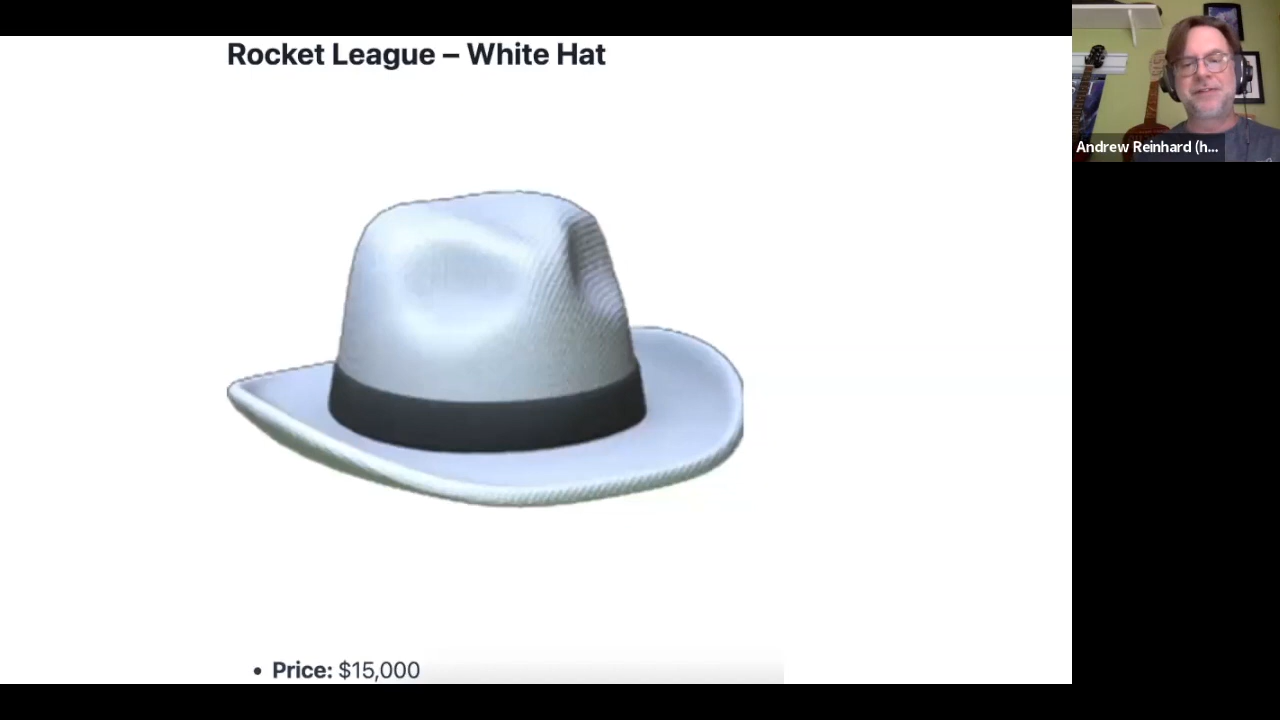 Rocket League – White Hat
Andrew Reinhard (h...
• Price: $15,000